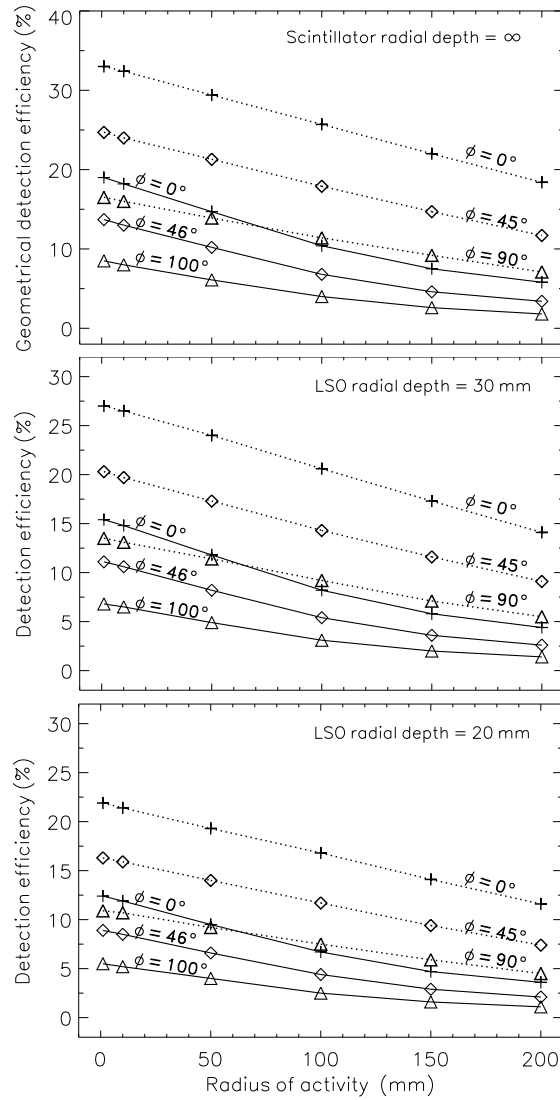 Geometrical detection efficiency (%)
Scintillator radial depth = ∞
40
30
20
10
0
ϕ = 0°
ϕ = 45°
ϕ = 90°
ϕ = 0°
ϕ = 46°
ϕ = 100°
Detection efficiency (%)
LSO radial depth = 30 mm
30
25
20
15
10
5
0
ϕ = 0°
ϕ = 45°
ϕ = 90°
ϕ = 0°
ϕ = 46°
ϕ = 100°
Detection efficiency (%)
LSO radial depth = 20 mm
30
25
20
15
10
5
0
ϕ = 0°
ϕ = 45°
ϕ = 90°
ϕ = 0°
ϕ = 46°
ϕ = 100°
0 50 100 150 200
Radius of activity (mm)